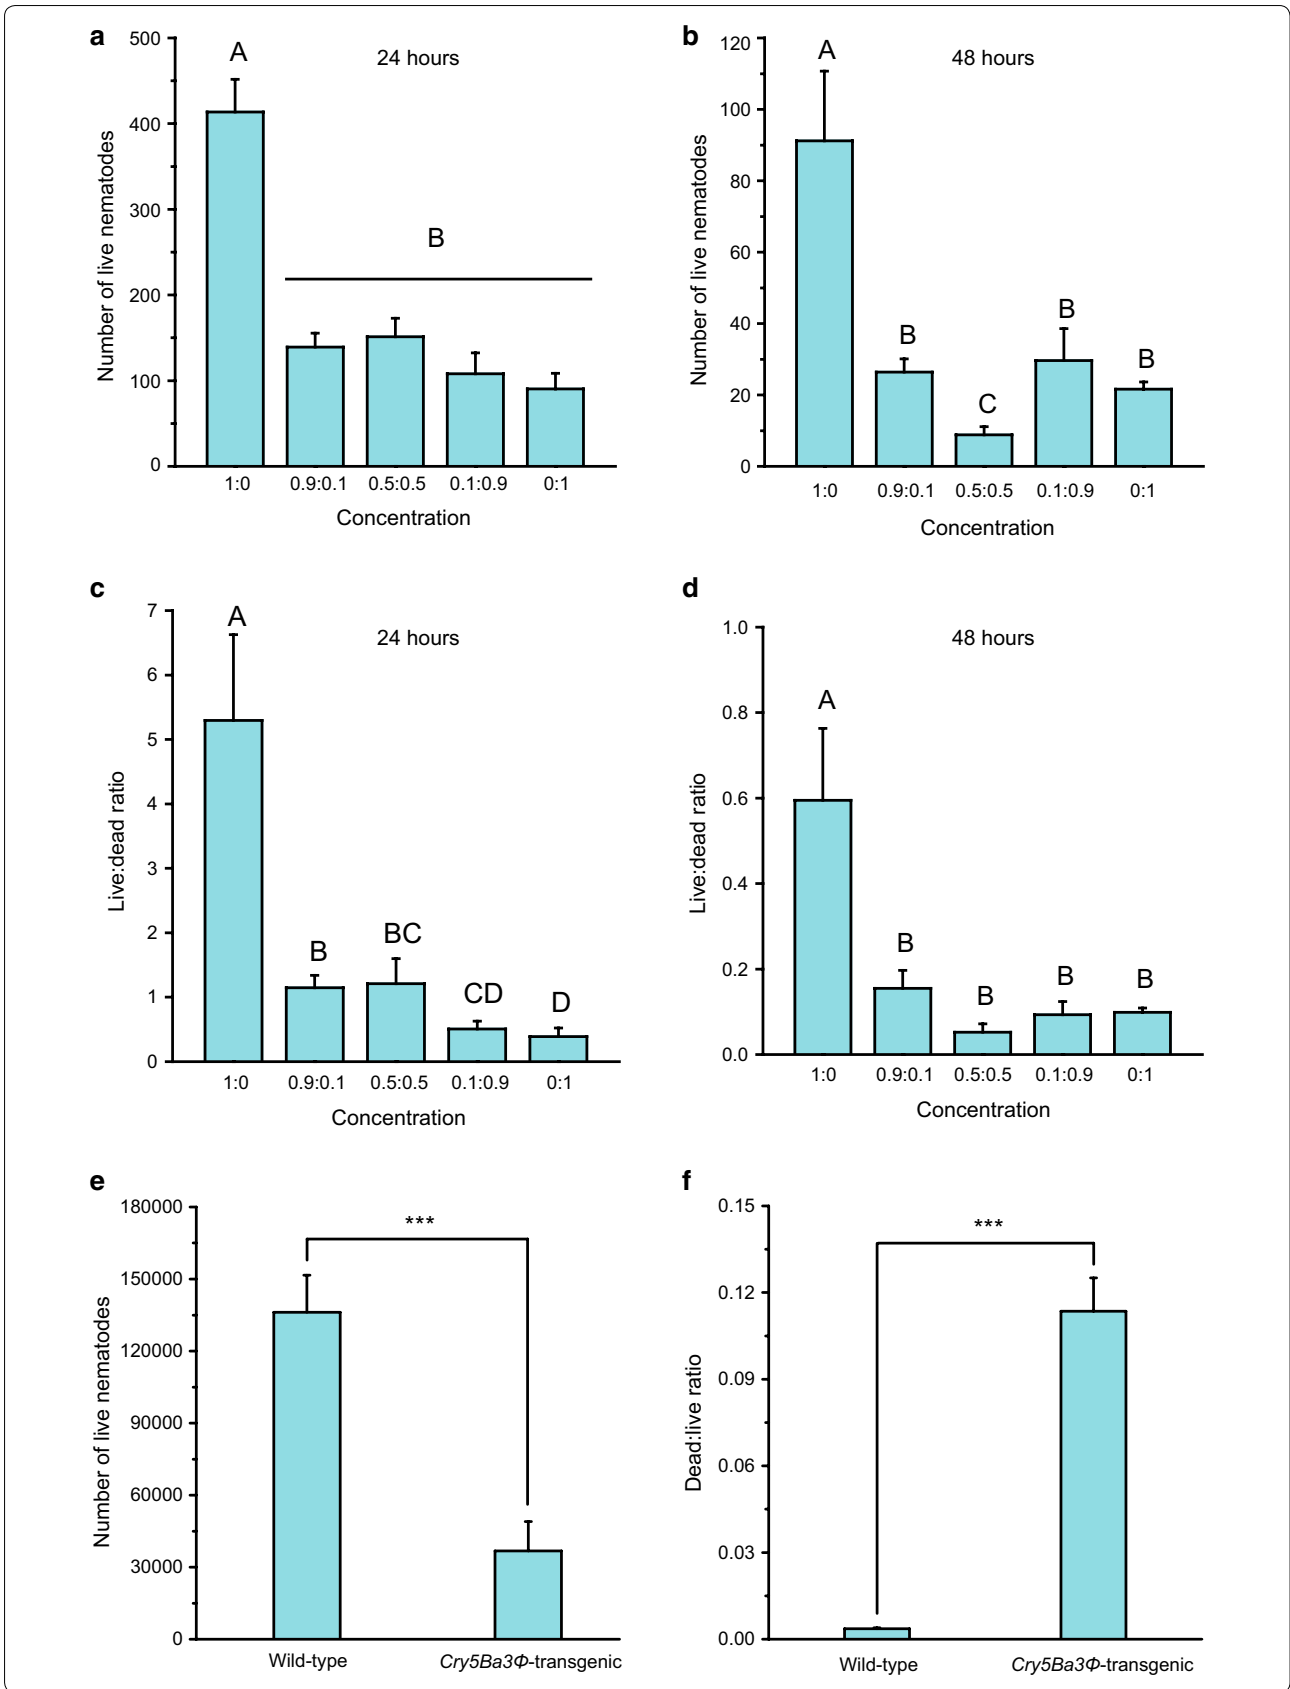 a
24 hours
500
400
300
200
100
0
Number of live nematodes
A
B
1:0 0.9:0.1 0.5:0.5 0.1:0.9 0:1
Concentration
b
48 hours
120
100
80
60
40
20
0
Number of live nematodes
A
B
C
B
B
1:0 0.9:0.1 0.5:0.5 0.1:0.9 0:1
Concentration
c
24 hours
7
6
5
4
3
2
1
0
Live:dead ratio
A
B
BC
CD
D
1:0 0.9:0.1 0.5:0.5 0.1:0.9 0:1
Concentration
d
48 hours
1.0
0.8
0.6
0.4
0.2
0.0
Live:dead ratio
A
B
B
B
B
1:0 0.9:0.1 0.5:0.5 0.1:0.9 0:1
Concentration
e
180000
150000
120000
90000
60000
30000
0
Number of live nematodes
***
Wild-type Cry5Ba3Φ-transgenic
f
0.15
0.12
0.09
0.06
0.03
0.00
Dead:live ratio
***
Wild-type Cry5Ba3Φ-transgenic